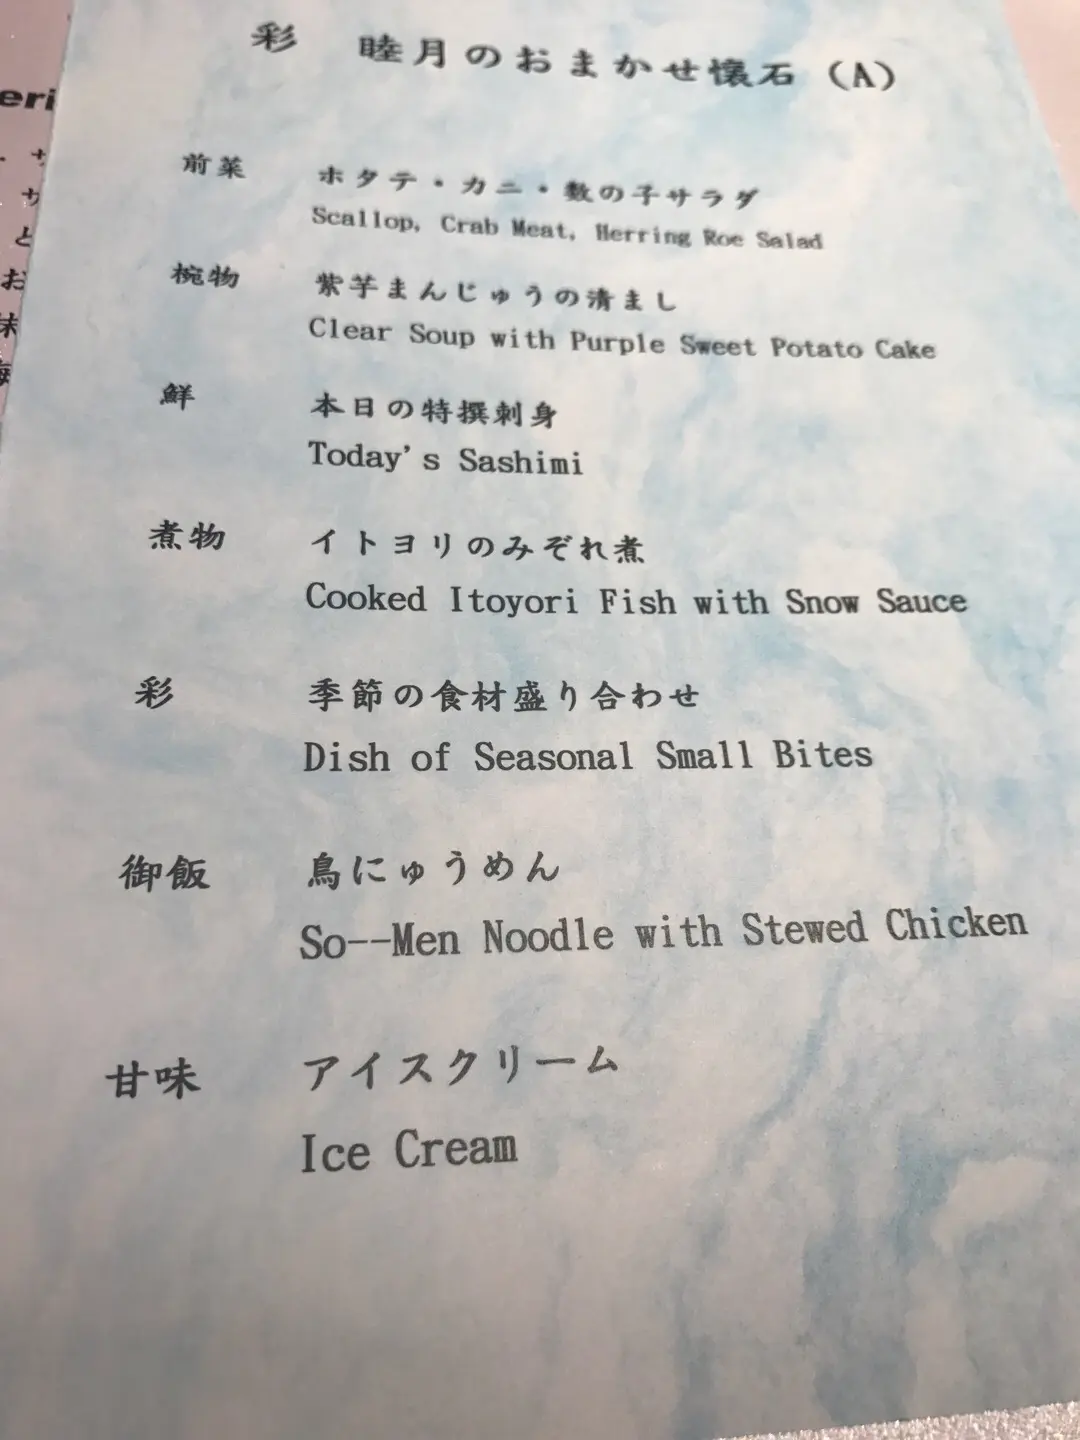 彩 睦月のおまかせ懐石 (A)
前菜 ホタテ・カニ・数の子サラダ
Scallop, Crab Meat, Herring Roe Salad
椀物 紫芋まんじゅうの清まし
Clear Soup with Purple Sweet Potato Cake
鮮 本日の特撰刺身
Today's Sashimi
煮物 イトヨリのみぞれ煮
Cooked Itoyori Fish with Snow Sauce
彩 季節の食材盛り合わせ
Dish of Seasonal Small Bites
御飯 鳥にゅうめん
So--Men Noodle with Stewed Chicken
甘味 アイスクリーム
Ice Cream